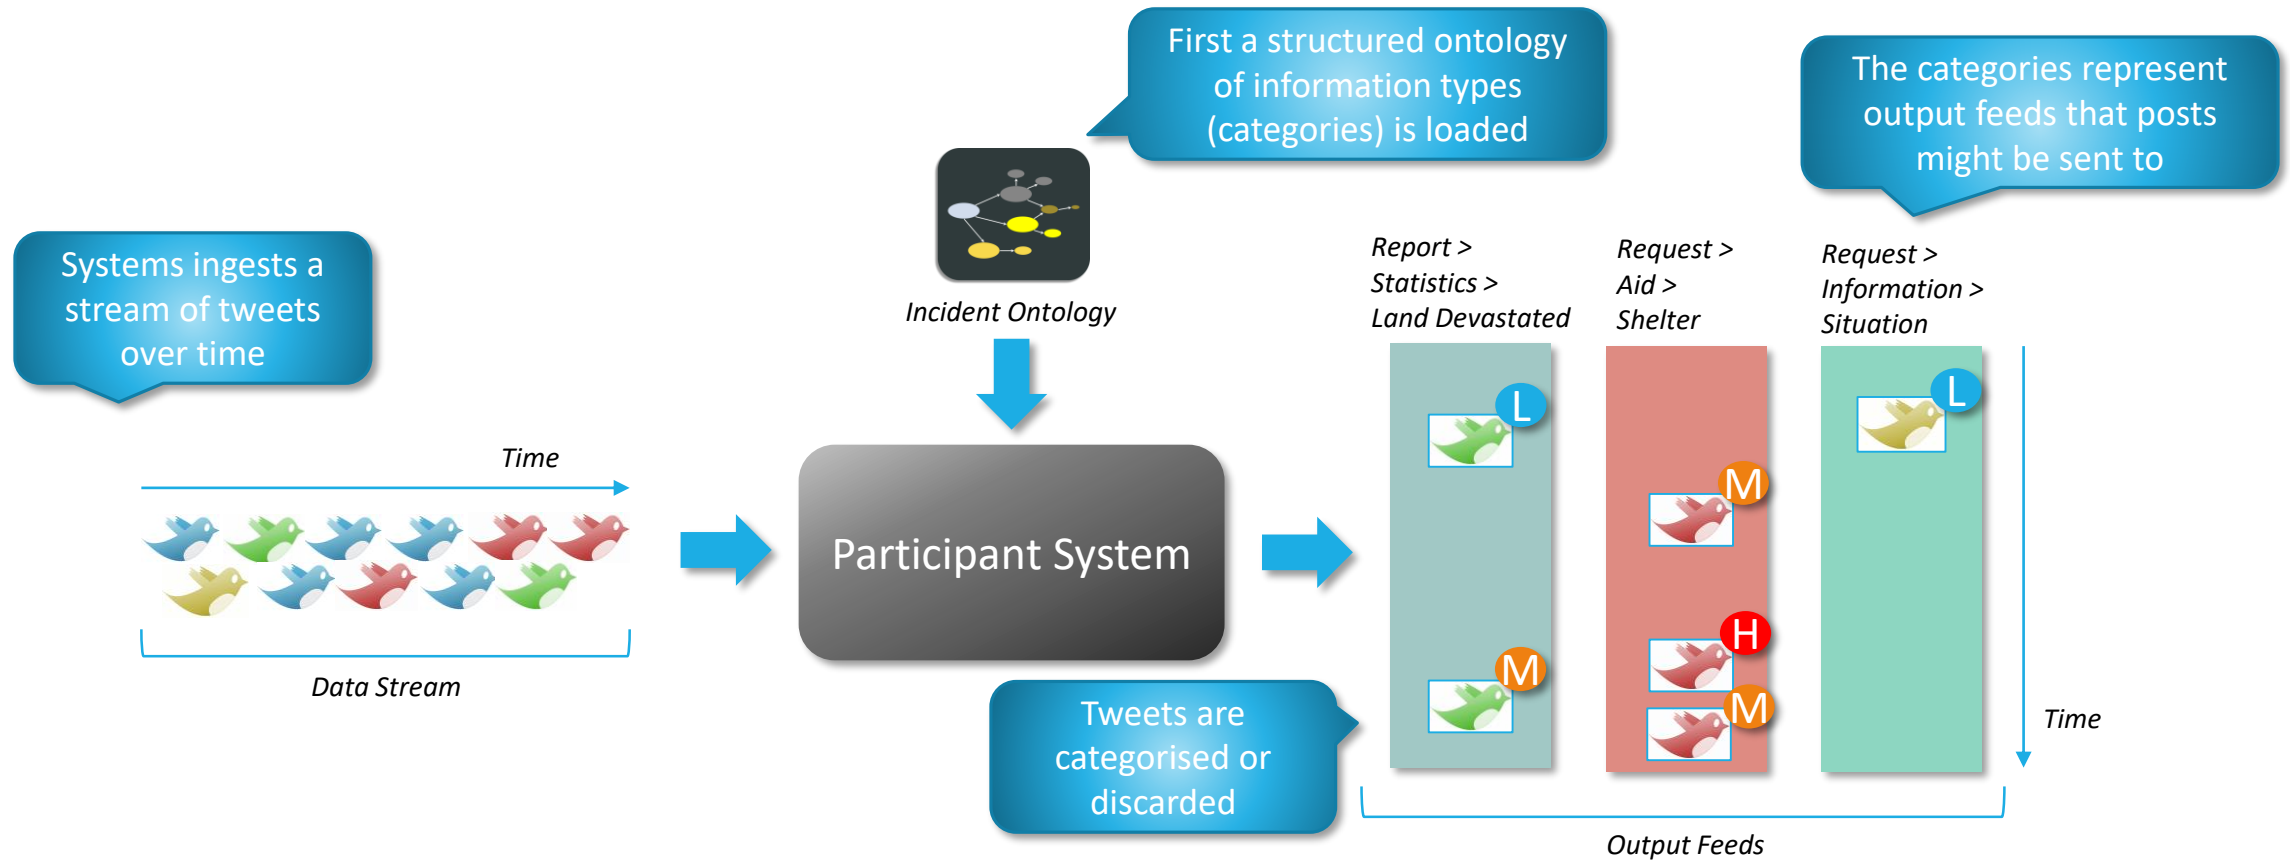 First a structured ontology
of information types
(categories) is loaded
The categories represent
output feeds that posts
might be sent to
Systems ingests a
stream of tweets
over time
Incident Ontology
Report >
Statistics >
Land Devastated
Request >
Aid >
Shelter
Request >
Information >
Situation
Time
Data Stream
Participant System
L
M
M
H
M
L
Time
Tweets are
categorised or
discarded
Output Feeds